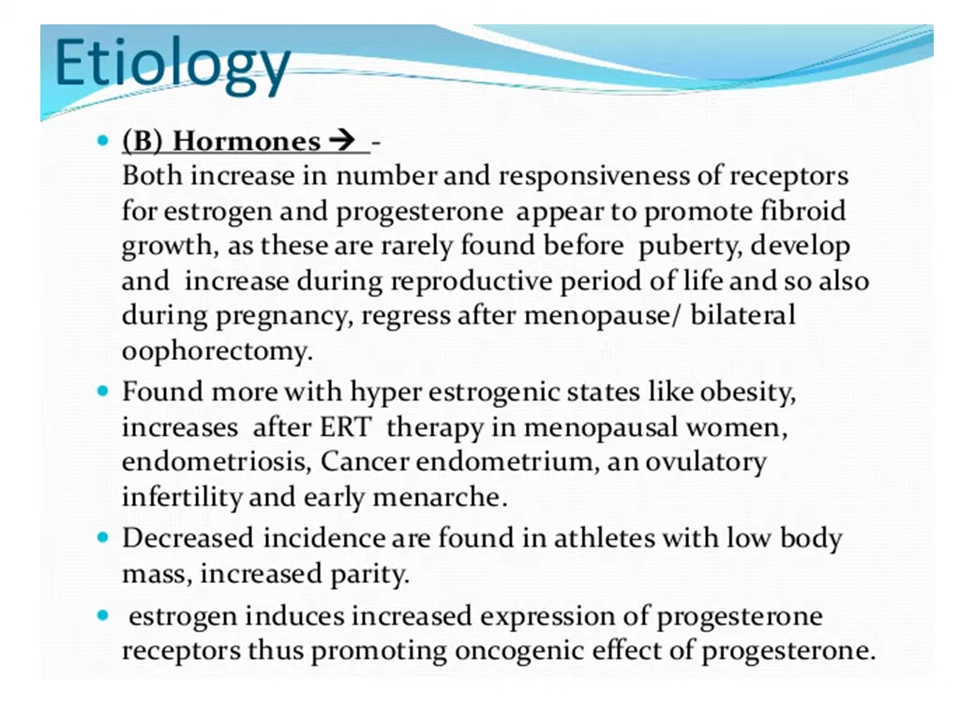 Etiology
• (B) Hormones → -
Both increase in number and responsiveness of receptors
for estrogen and progesterone appear to promote fibroid
growth, as these are rarely found before puberty, develop
and increase during reproductive period of life and so also
during pregnancy, regress after menopause/ bilateral
oophorectomy.
• Found more with hyper estrogenic states like obesity,
increases after ERT therapy in menopausal women,
endometriosis, Cancer endometrium, an ovulatory
infertility and early menarche.
• Decreased incidence are found in athletes with low body
mass, increased parity.
• estrogen induces increased expression of progesterone
receptors thus promoting oncogenic effect of progesterone.